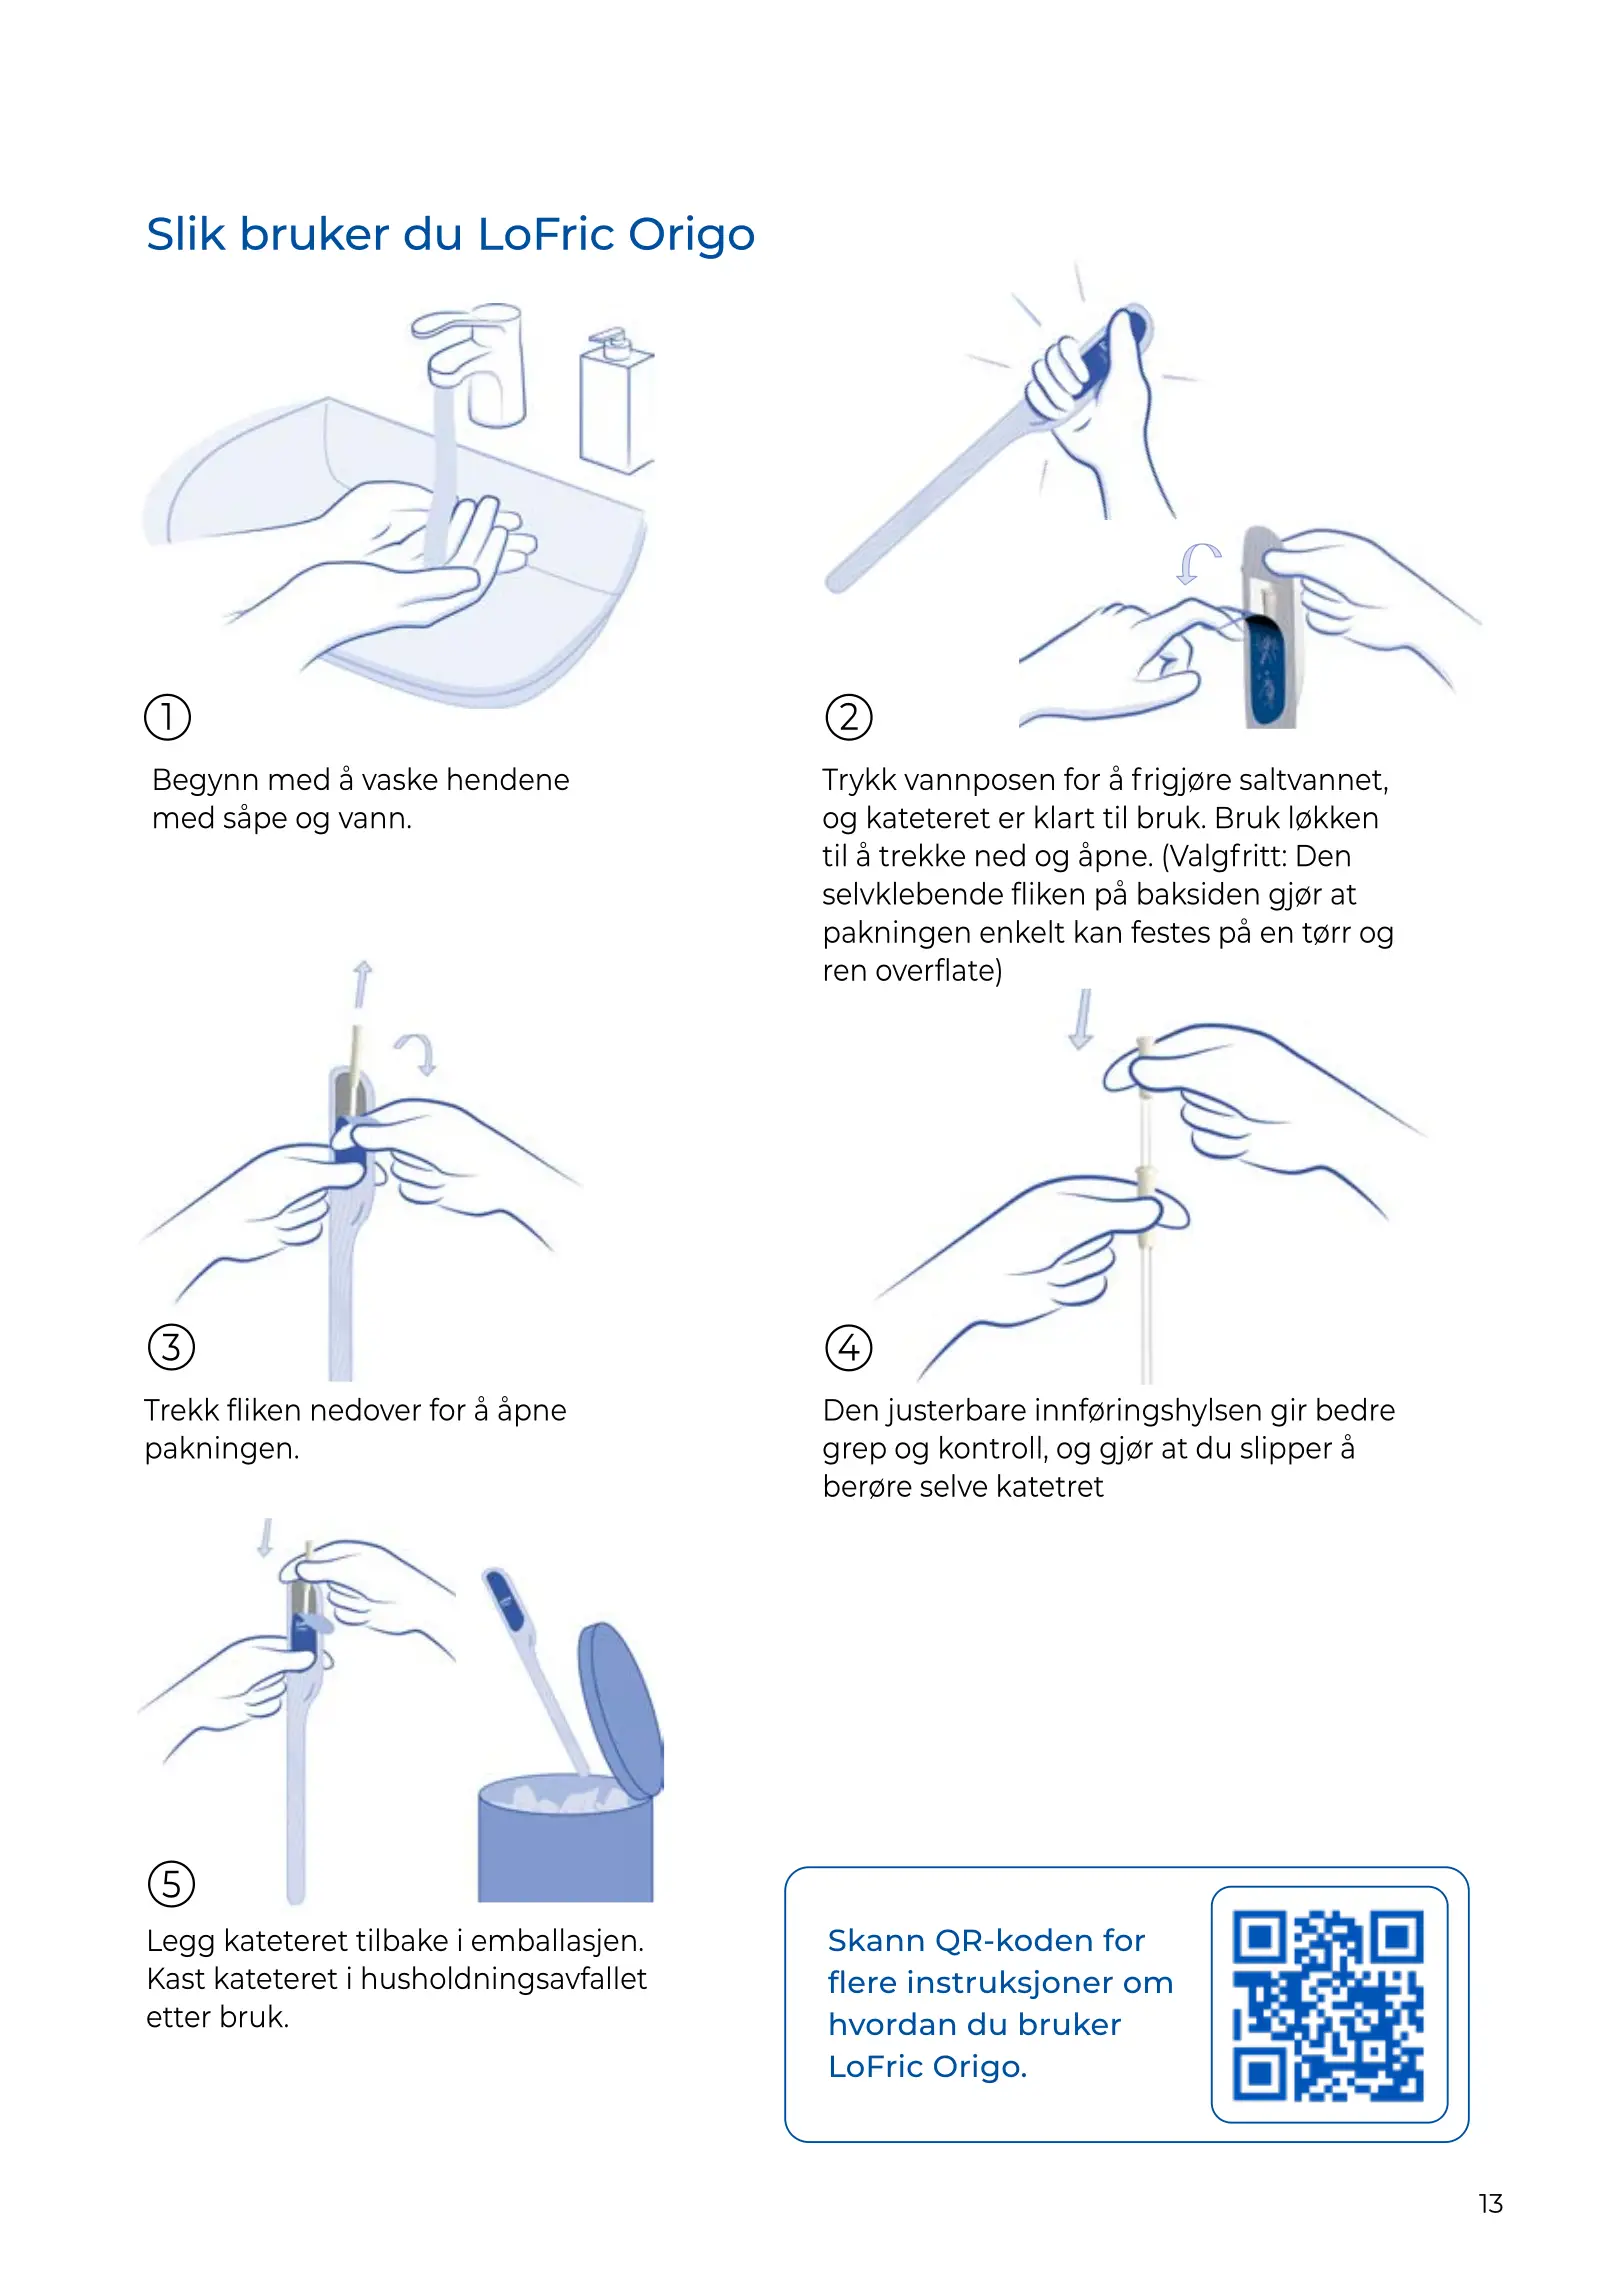 Slik bruker du LoFric Origo
1
Begynn med å vaske hendene
med såpe og vann.
2
Trykk vannposen for å frigjøre saltvannet,
og kateteret er klart til bruk. Bruk løkken
til å trekke ned og åpne. (Valgfritt: Den
selvklebende fliken på baksiden gjør at
pakningen enkelt kan festes på en tørr og
ren overflate)
3
Trekk fliken nedover for å åpne
pakningen.
4
Den justerbare innføringshylsen gir bedre
grep og kontroll, og gjør at du slipper å
berøre selve katetret
5
Legg kateteret tilbake i emballasjen.
Kast kateteret i husholdningsavfallet
etter bruk.
Skann QR-koden for
flere instruksjoner om
hvordan du bruker
LoFric Origo.
13